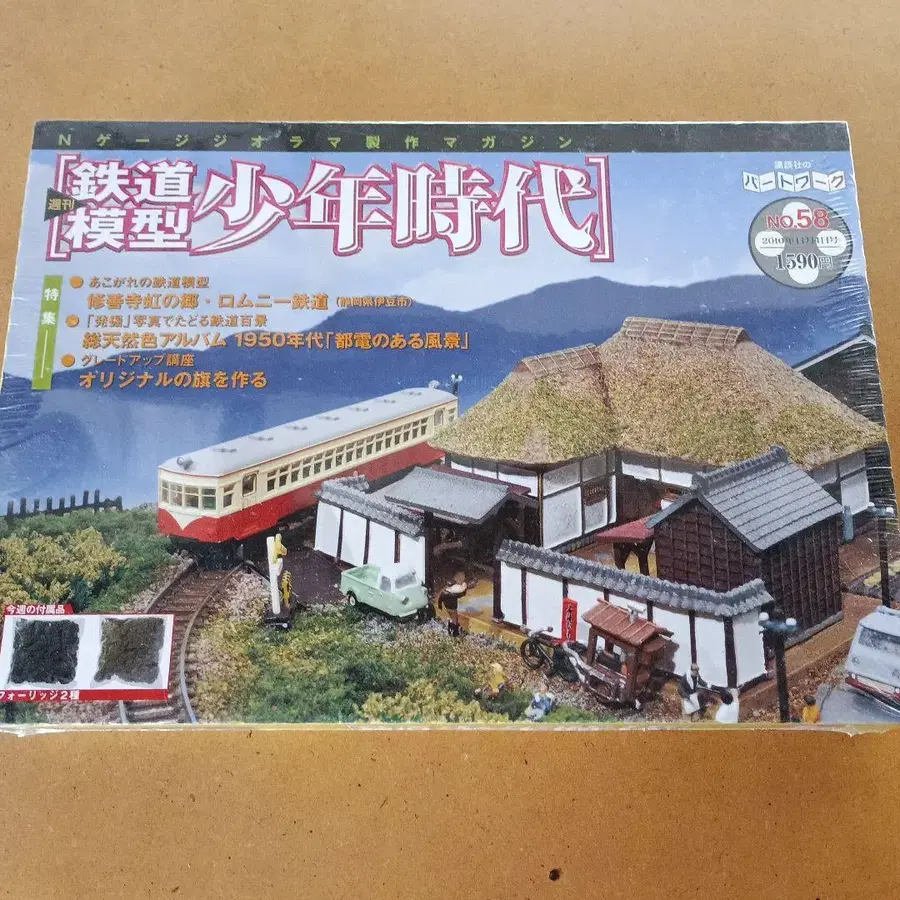 Nゲージジオラマ製作マガジン
週刊
鉄道模型
少年時代
講談社の
パートワーク
NO.58
1590円
特集
● あこがれの鉄道模型
修善寺虹の郷・ロムニー鉄道（静岡県伊豆市）
● 「発掘」写真でたどる鉄道百景
総天然色アルバム 1950年代「都電のある風景」
● グレードアップ講座
オリジナルの旗を作る
今週の付属品
フォーリッジ2種